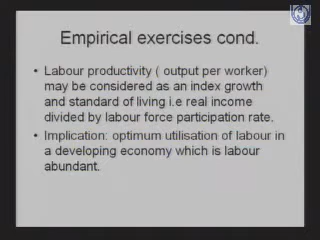 Empirical exercises cond.
• Labour productivity ( output per worker)
may be considered as an index growth
and standard of living i.e real income
divided by labour force participation rate.
• Implication: optimum utilisation of labour in
a developing economy which is labour
abundant.